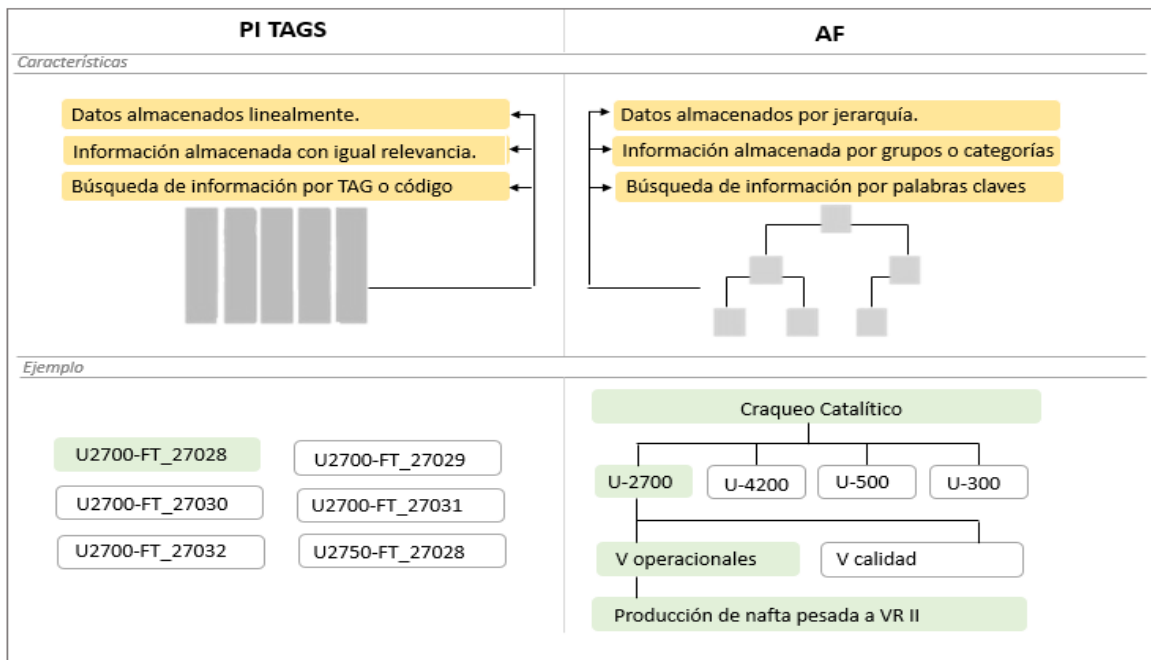 PI TAGS
AF
Características
Datos almacenados linealmente.
Información almacenada con igual relevancia.
Búsqueda de información por TAG o código
Datos almacenados por jerarquía.
Información almacenada por grupos o categorías
Búsqueda de información por palabras claves
Ejemplo
U2700-FT_27028
U2700-FT_27029
U2700-FT_27030
U2700-FT_27031
U2700-FT_27032
U2750-FT_27028
Craqueo Catalítico
U-2700
U-4200
U-500
U-300
V operacionales
V calidad
Producción de nafta pesada a VR II